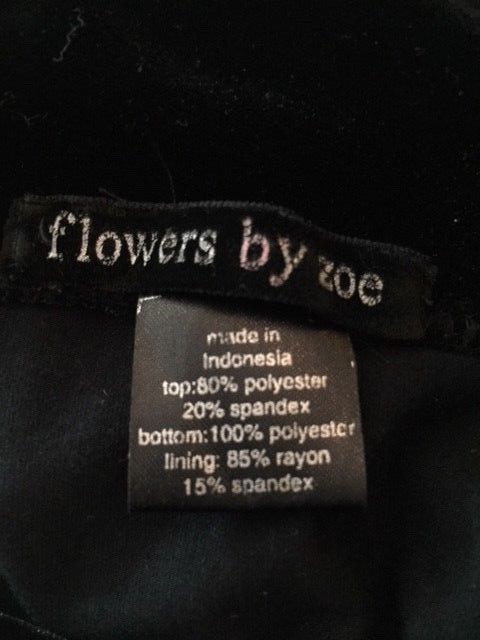 flowers by zoe
made in
Indonesia
top:80% polyester
20% spandex
bottom:100% polyester
lining: 85% rayon
15% spandex